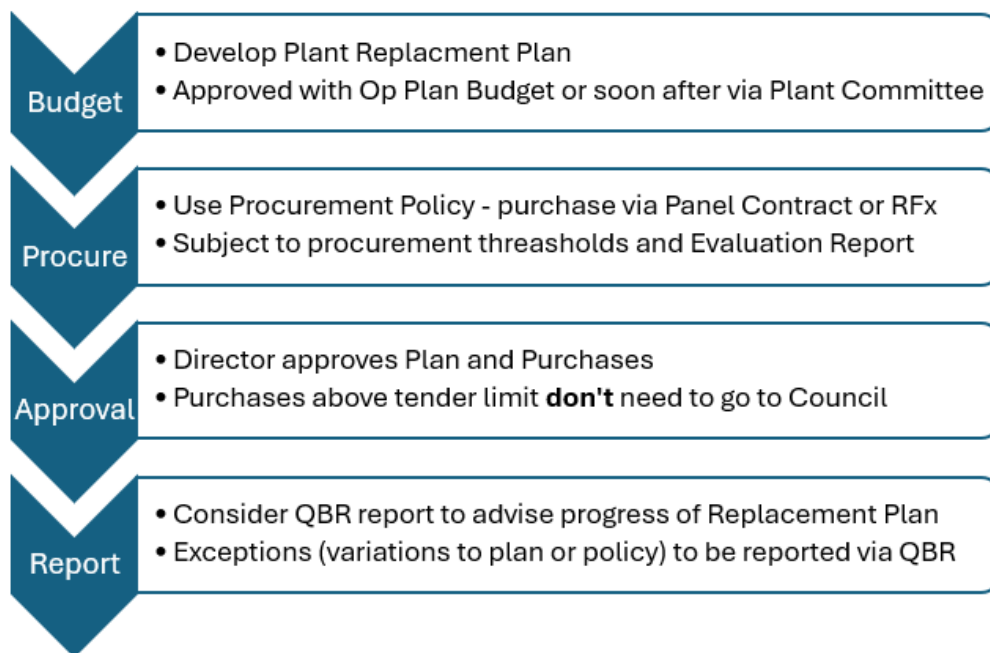 Budget
• Develop Plant Replacment Plan
• Approved with Op Plan Budget or soon after via Plant Committee
Procure
• Use Procurement Policy - purchase via Panel Contract or RFx
• Subject to procurement threasholds and Evaluation Report
Approval
• Director approves Plan and Purchases
• Purchases above tender limit don't need to go to Council
Report
• Consider QBR report to advise progress of Replacement Plan
• Exceptions (variations to plan or policy) to be reported via QBR